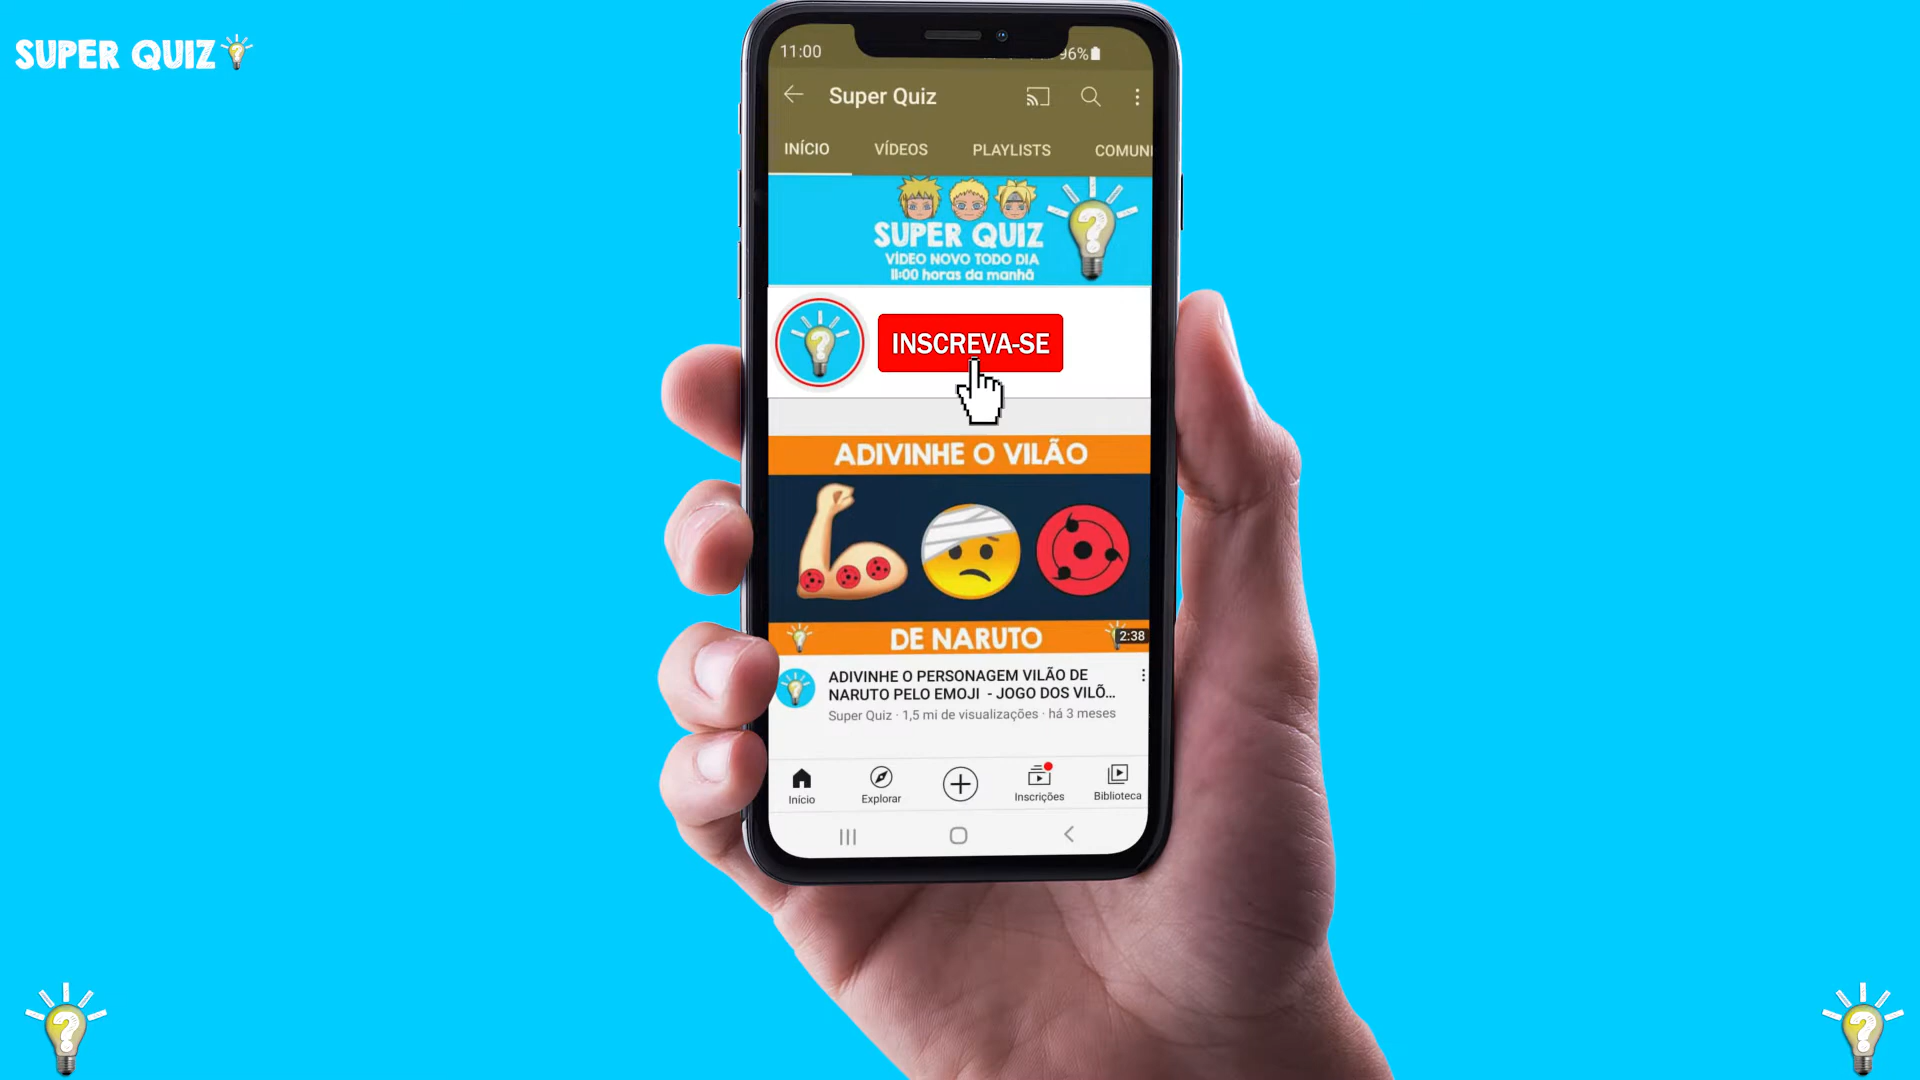 SUPER QUIZ
11:00
96%
Super Quiz
INÍCIO VÍDEOS PLAYLISTS COMUNI
SUPER QUIZ
VÍDEO NOVO TODO DIA
11:00 horas da manhã
INSCREVA-SE
ADIVINHE O VILÃO
DE NARUTO
2:38
ADIVINHE O PERSONAGEM VILÃO DE
NARUTO PELO EMOJI - JOGO DOS VILÕ...
Super Quiz · 1,5 mi de visualizações · há 3 meses
Início Explorar Inscrições Biblioteca